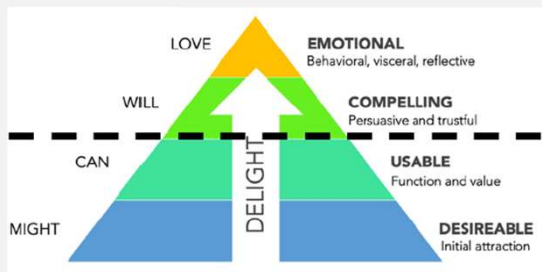 LOVE
EMOTIONAL
Behavioral, visceral, reflective
WILL
COMPELLING
Persuasive and trustful
CAN
USABLE
Function and value
MIGHT
DESIREABLE
Initial attraction
DELIGHT